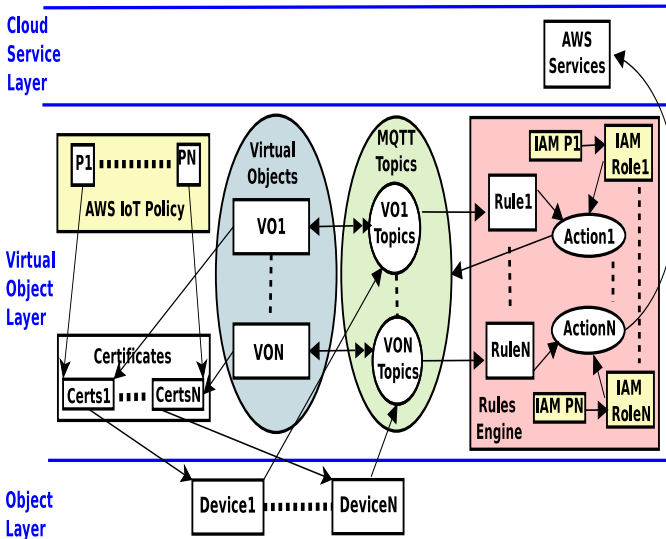 Cloud
Service
Layer
AWS
Services
P1
PN
AWS IoT Policy
Virtual
Objects
MQTT
Topics
IAM P1
IAM
Role1
VO1
VO1
Topics
Rule1
Action1
Virtual
Object
Layer
Certificates
Certs1
CertsN
VON
VON
Topics
RuleN
ActionN
IAM PN
IAM
RoleN
Rules
Engine
Object
Layer
Device1
DeviceN